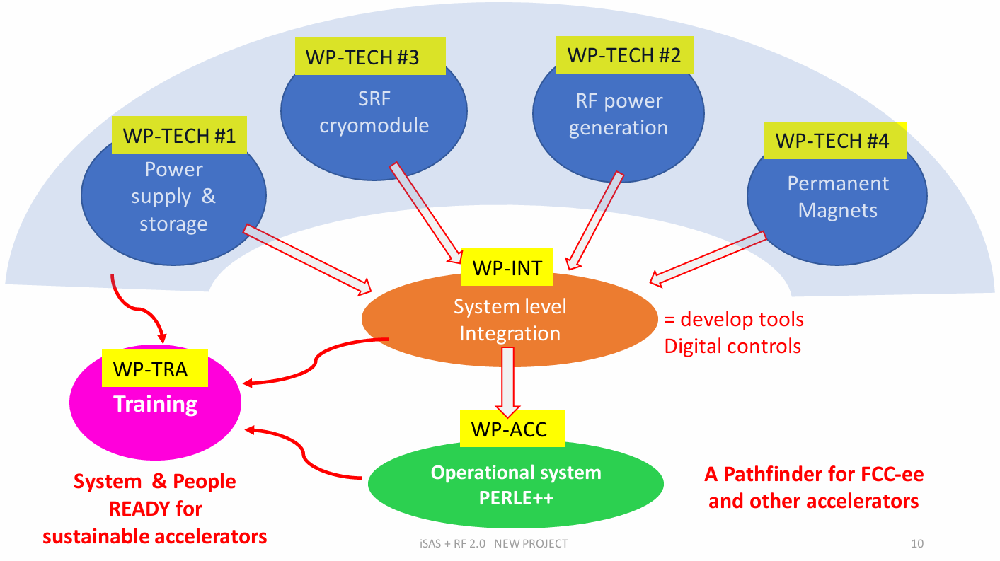 WP-TECH #3
SRF
cryomodule
WP-TECH #2
RF power
generation
WP-TECH #1
Power
supply & 
storage
WP-TECH #4
Permanent
Magnets
WP-INT
System level
Integration
= develop tools
Digital controls
WP-TRA
Training
WP-ACC
Operational system
PERLE++
System & People
READY for
sustainable accelerators
A Pathfinder for FCC-ee
and other accelerators
iSAS + RF 2.0 NEW PROJECT
10